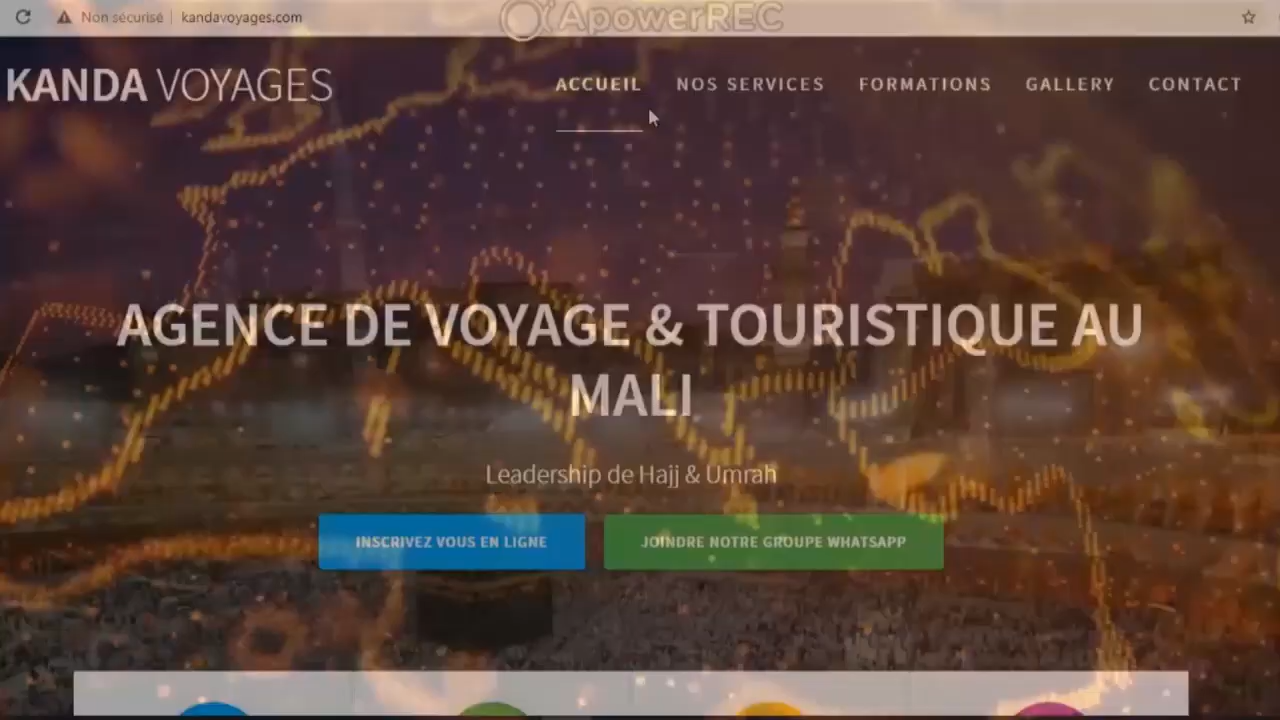 Non sécurisé kandavoyages.com
ApowerREC
KANDA VOYAGES
ACCUEIL NOS SERVICES FORMATIONS GALLERY CONTACT
AGENCE DE VOYAGE & TOURISTIQUE AU
MALI
Leadership de Hajj & Umrah
INSCRIVEZ VOUS EN LIGNE
JOINDRE NOTRE GROUPE WHATSAPP